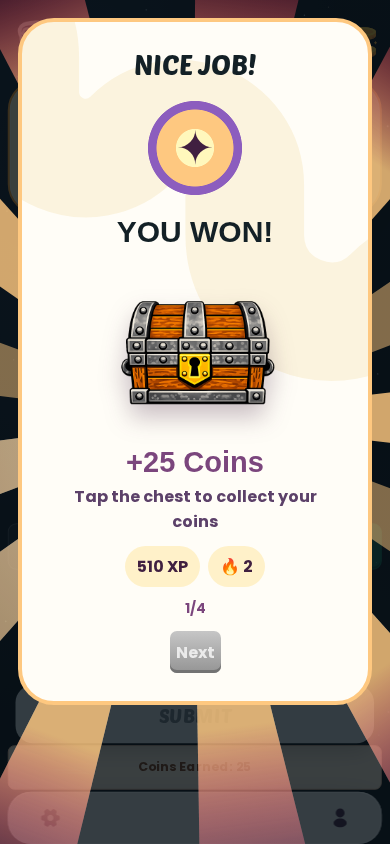 NICE JOB!
YOU WON!
+25 Coins
Tap the chest to collect your
coins
510 XP
🔥 2
1/4
Next
SUBMIT
Coins Earned: 25